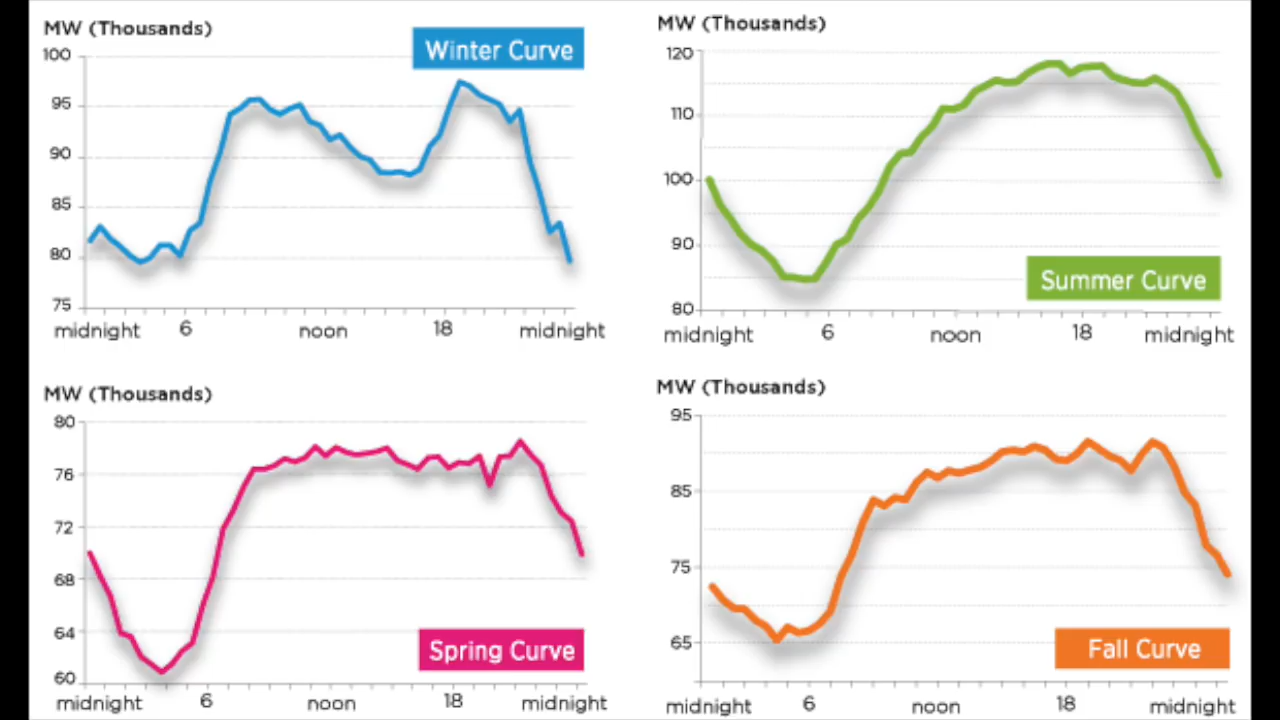 MW (Thousands)
Winter Curve
100
95
90
85
80
75
midnight 6 noon 18 midnight
MW (Thousands)
120
110
100
90
80
Summer Curve
midnight 6 noon 18 midnight
MW (Thousands)
80
76
72
68
64
60
Spring Curve
midnight 6 noon 18 midnight
MW (Thousands)
95
85
75
65
Fall Curve
midnight 6 noon 18 midnight